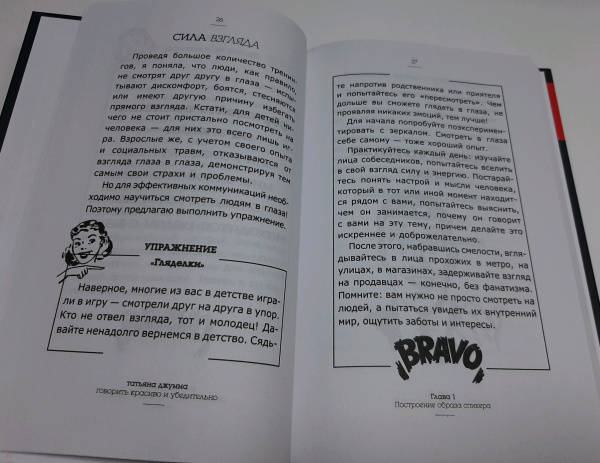 26
СИЛА ВЗГЛЯДА
Проведя большое количество тренин-
гов, я поняла, что люди, как правило,
не смотрят друг другу в глаза — испы-
тывают дискомфорт, боятся, стесняются
или имеют другую причину избегать
прямого взгляда. Кстати, для детей ни-
чего не стоит пристально посмотреть на
человека — для них это всего лишь иг-
ра. Взрослые же, с учетом своего опыта
и социальных травм, отказываются от
взгляда глаза в глаза, демонстрируя тем
самым свои страхи и проблемы.
Но для эффективных коммуникаций необ-
ходимо научиться смотреть людям в глаза!
Поэтому предлагаю выполнить упражнение.
УПРАЖНЕНИЕ
«Гляделки»
Наверное, многие из вас в детстве игра-
ли в игру — смотрели друг на друга в упор.
Кто не отвел взгляда, тот и молодец! Да-
вайте ненадолго вернемся в детство. Сядь-
татьяна джумма
говорить красиво и убедительно
27
те напротив родственника или приятеля
и попытайтесь его «пересмотреть». Чем
дольше вы сможете глядеть в глаза, не
проявляя никаких эмоций, тем лучше!
Для начала попробуйте поэксперимен-
тировать с зеркалом. Смотреть в глаза
себе самому — тоже хороший опыт.
Практикуйтесь каждый день: изучайте
лица собеседников, попытайтесь вселить
в свой взгляд силу и энергию. Постарай-
тесь понять настрой и мысли человека,
который в тот или иной момент находит-
ся рядом с вами, попытайтесь выяснить,
чем он занимается, почему он говорит
с вами на эту тему, причем делайте это
искреннее и доброжелательно.
После этого, набравшись смелости, вгля-
дывайтесь в лица прохожих в метро, на
улицах, в магазинах, задерживайте взгляд
на продавцах — конечно, без фанатизма.
Помните: вам нужно не просто смотреть на
людей, а пытаться увидеть их внутренний
мир, ощутить заботы и интересы.
BRAVO
Глава 1
Построение образа спикера